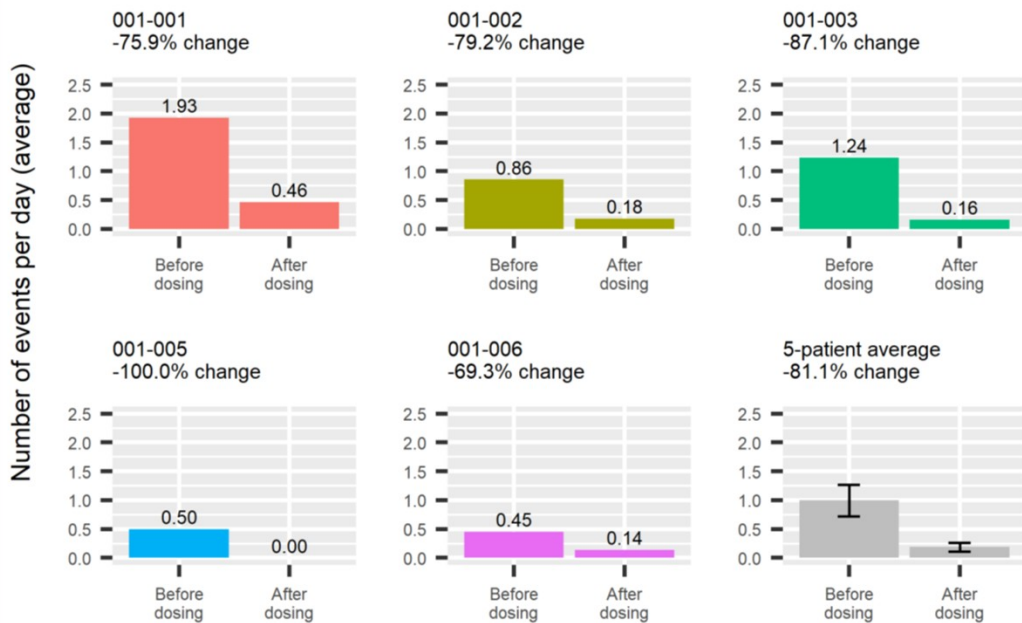 Number of events per day (average)
001-001
-75.9% change
2.5
2.0
1.5
1.0
0.5
0.0
1.93
0.46
Before
dosing
After
dosing
001-002
-79.2% change
2.5
2.0
1.5
1.0
0.5
0.0
0.86
0.18
Before
dosing
After
dosing
001-003
-87.1% change
2.5
2.0
1.5
1.0
0.5
0.0
1.24
0.16
Before
dosing
After
dosing
001-005
-100.0% change
2.5
2.0
1.5
1.0
0.5
0.0
0.50
0.00
Before
dosing
After
dosing
001-006
-69.3% change
2.5
2.0
1.5
1.0
0.5
0.0
0.45
0.14
Before
dosing
After
dosing
5-patient average
-81.1% change
2.5
2.0
1.5
1.0
0.5
0.0
Before
dosing
After
dosing